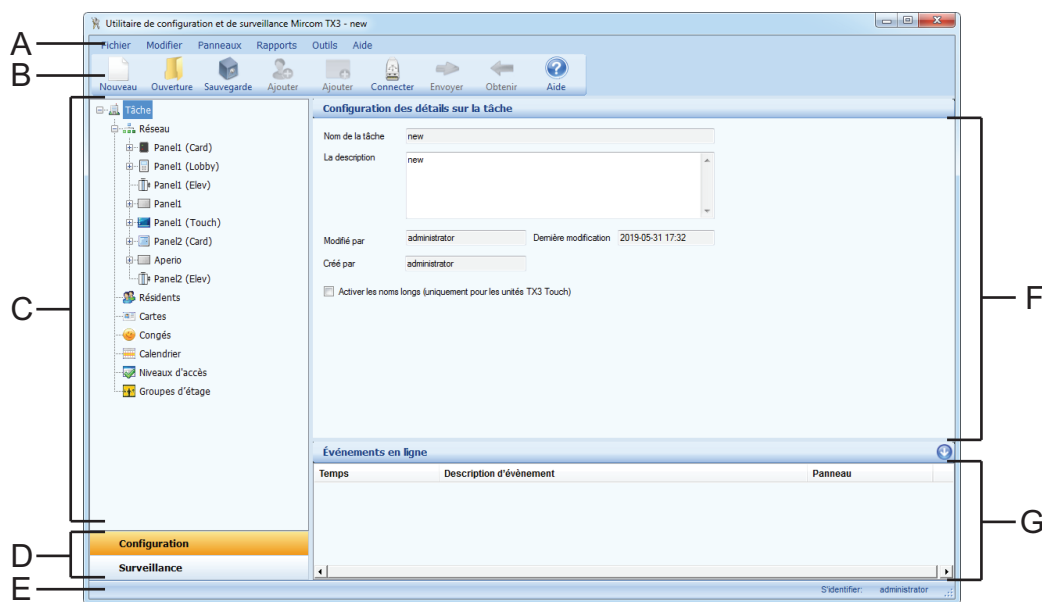 Utilitaire de configuration et de surveillance Mircom TX3 - new
A
Fichier Modifier Panneaux Rapports Outils Aide
B
Nouveau Ouverture Sauvegarde Ajouter Ajouter Connecter Envoyer Obtenir Aide
C
Tâche
Réseau
Panel1 (Card)
Panel1 (Lobby)
Panel1 (Elev)
Panel1
Panel1 (Touch)
Panel2 (Card)
Aperio
Panel2 (Elev)
Résidents
Cartes
Congés
Calendrier
Niveaux d'accès
Groupes d'étage
D
Configuration
Surveillance
E
Configuration des détails sur la tâche
Nom de la tâche new
La description new
Modifié par administrator Dernière modification 2019-05-31 17:32
Créé par administrator
Activer les noms longs (uniquement pour les unités TX3 Touch)
F
Événements en ligne
Temps Description d'évènement Panneau
G
S'identifier: administrator